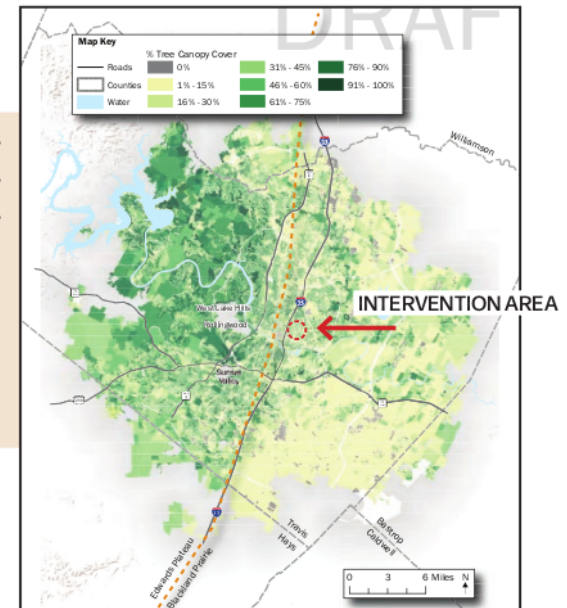 DRAF
Map Key
% Tree Canopy Cover
Roads
Counties
Water
0%
1% - 15%
16% - 30%
31% - 45%
46% - 60%
61% - 75%
76% - 90%
91% - 100%
Williamson
35
INTERVENTION AREA
West Lake Hills
Rollingwood
Sunset
Valley
Travis
Hays
Bastrop
Caldwell
Edwards Plateau
Blackland Prairie
0 3 6 Miles N